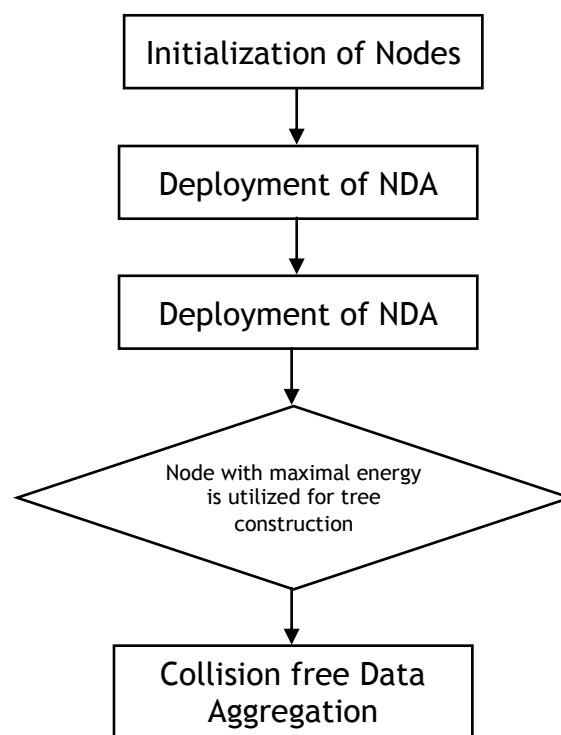 Initialization of Nodes
Deployment of NDA
Deployment of NDA
Node with maximal energy
is utilized for tree
construction
Collision free Data
Aggregation